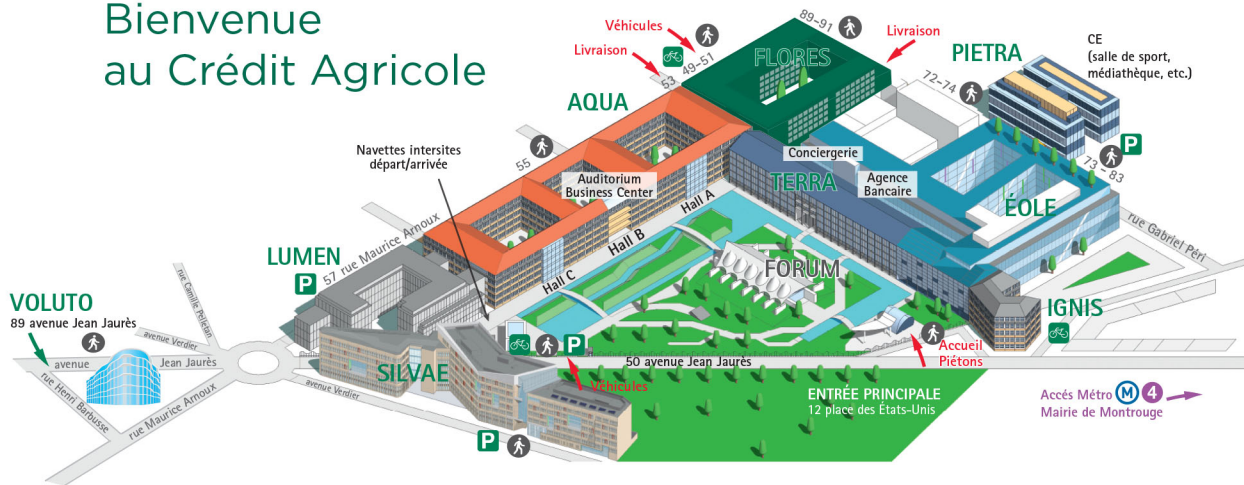 Bienvenue
au Crédit Agricole
Véhicules
Livraison
53
49-51
89-91
Livraison
FLORES
PIETRA
CE
(salle de sport,
médiathèque, etc.)
72-74
AQUA
55
Navettes intersites
départ/arrivée
Auditorium
Business Center
Conciergerie
TERRA
Agence
Bancaire
P
73 - 83
ÉOLE
rue Gabriel Péri
Hall A
Hall B
Hall C
FORUM
LUMEN
P
57 rue Maurice Arnoux
IGNIS
VOLUTO
89 avenue Jean Jaurès
rue Camille Pelletan
avenue Verdier
avenue Jean Jaurès
rue Henri Barbusse
rue Maurice Arnoux
avenue Verdier
SILVAE
P
Véhicules
50 avenue Jean Jaurès
Accueil
Piétons
ENTRÉE PRINCIPALE
12 place des États-Unis
Accés Métro M 4
Mairie de Montrouge
P